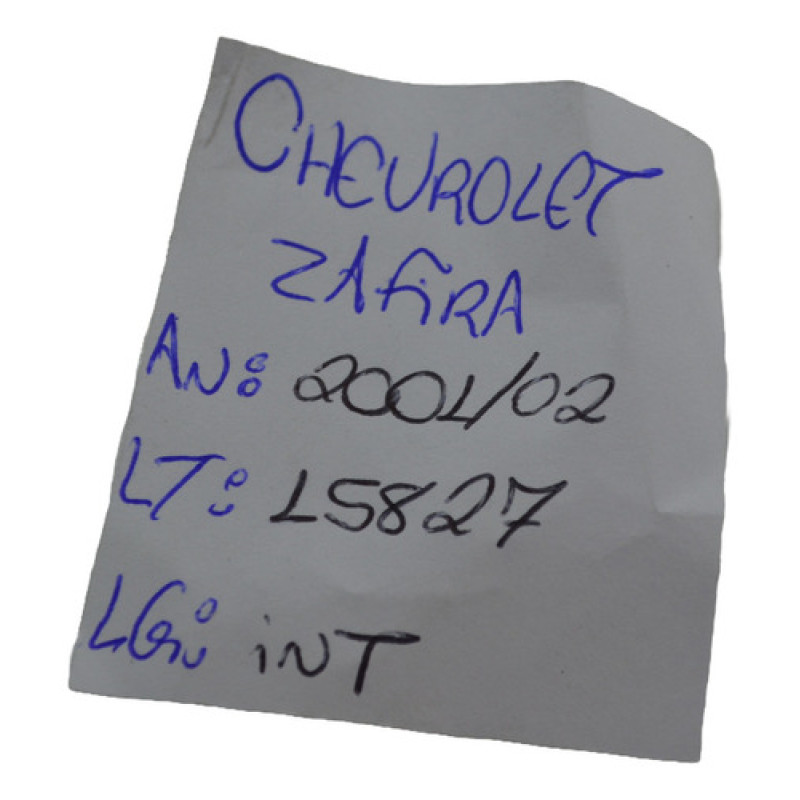 CHEVROLET
ZAFiRA
AN: 2001/02
LT: L5827
LG: iNT